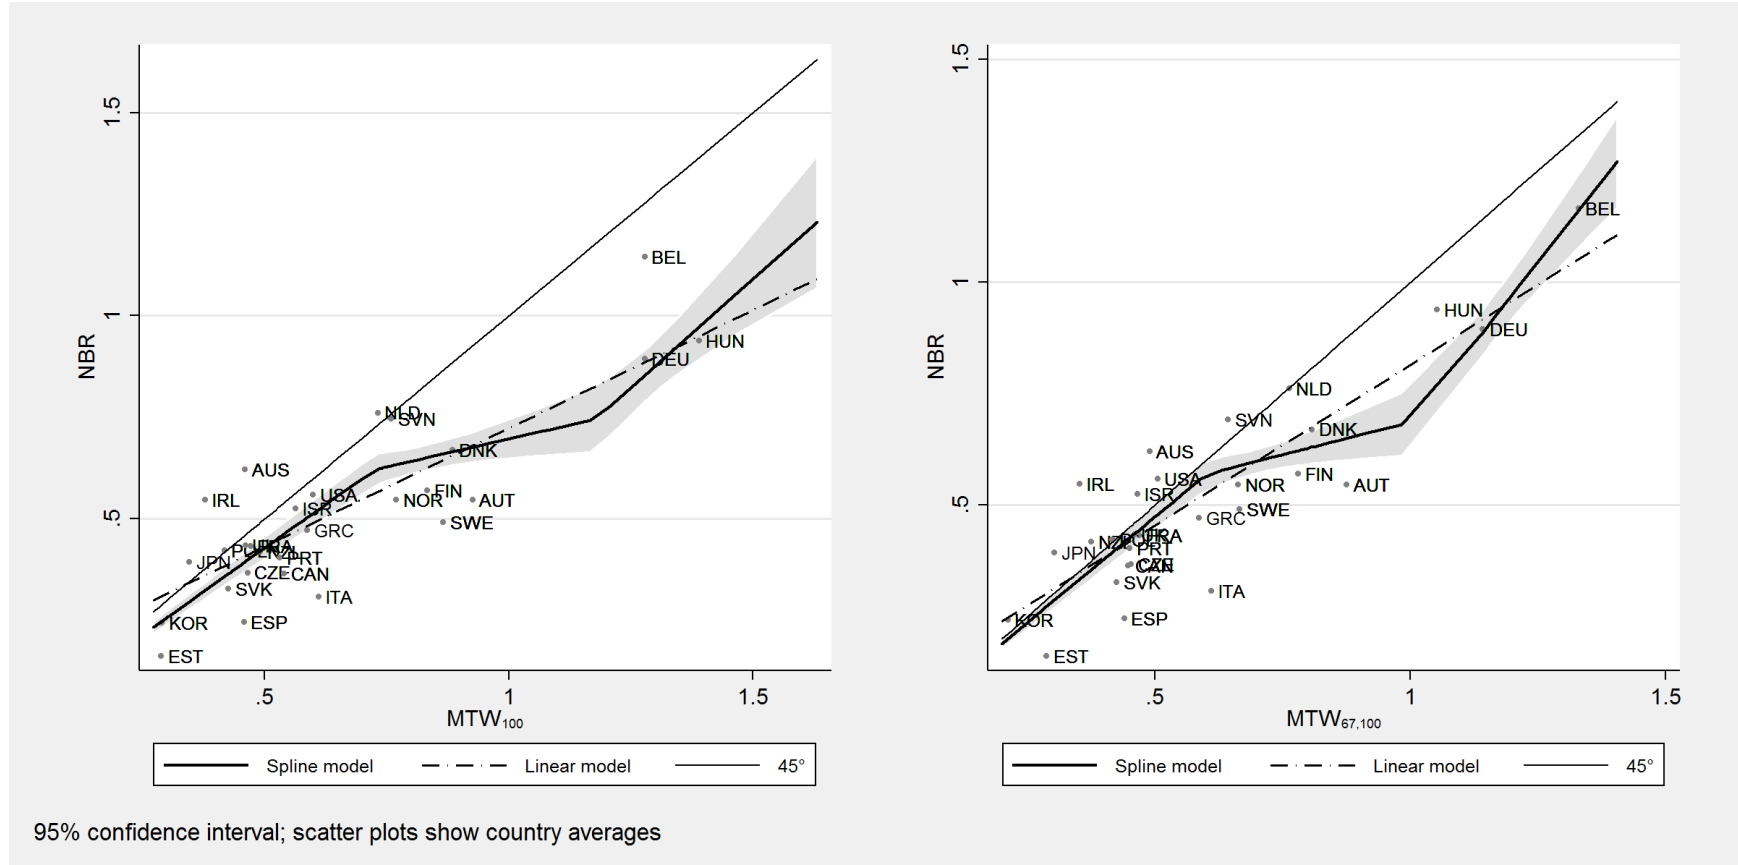 NBR
1.5
1
.5
BEL
HUN
DEU
NLD
SVN
DNK
AUS
FIN
IRL
USA
NOR
AUT
ISR
SWE
GRC
JPN
PRT
CZE
CAN
SVK
ITA
KOR
ESP
EST
.5
1
1.5
MTW100
Spline model
Linear model
45°
NBR
1.5
1
.5
BEL
HUN
DEU
NLD
SVN
DNK
AUS
FIN
IRL
USA
NOR
AUT
ISR
SWE
GRC
JPN
NZL
PRT
CZE
CAN
SVK
ITA
KOR
ESP
EST
.5
1
1.5
MTW67,100
Spline model
Linear model
45°
95% confidence interval; scatter plots show country averages